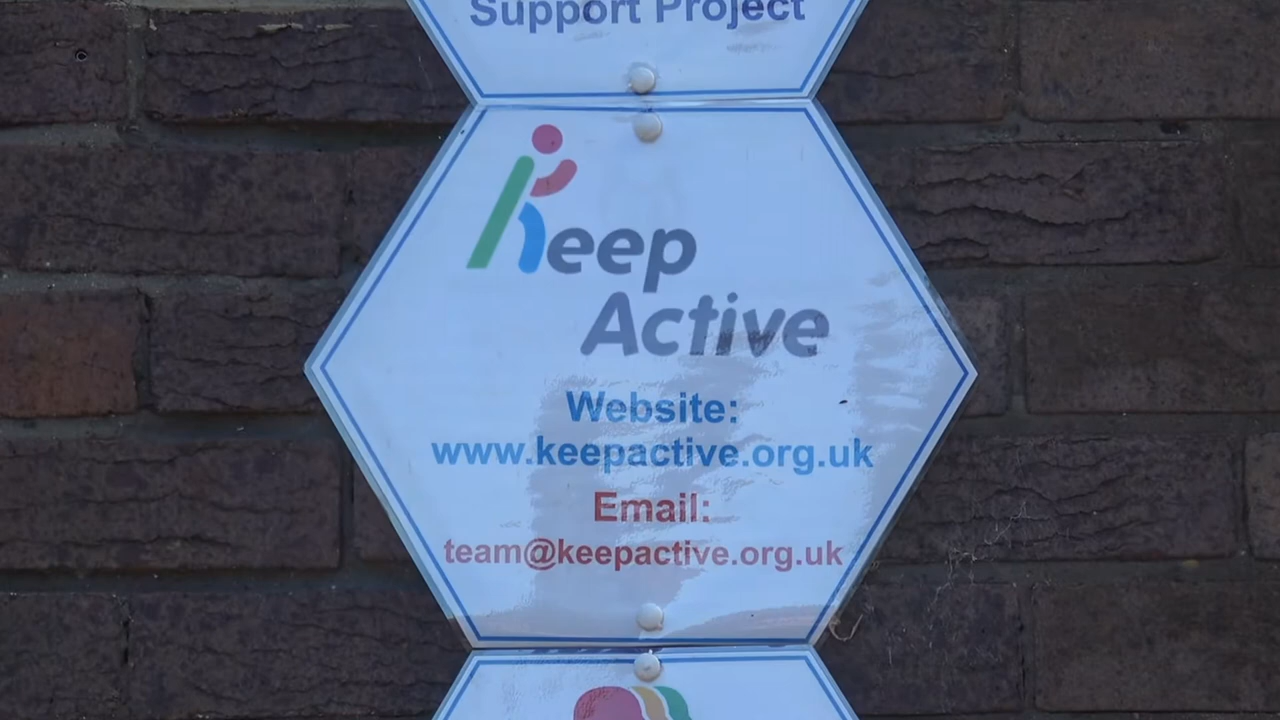 Support Project
Keep
Active
Website:
www.keepactive.org.uk
Email:
team@keepactive.org.uk